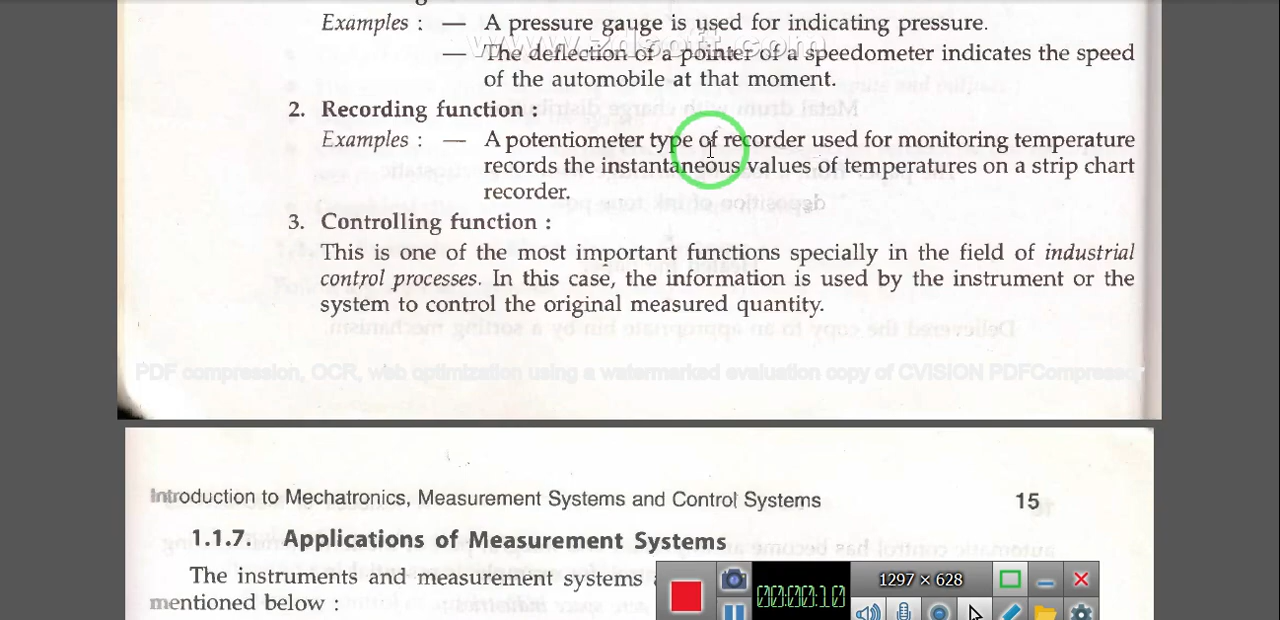 Examples : — A pressure gauge is used for indicating pressure.
— The deflection of a pointer of a speedometer indicates the speed
of the automobile at that moment.
2. Recording function :
Examples : — A potentiometer type of recorder used for monitoring temperature
records the instantaneous values of temperatures on a strip chart
recorder.
3. Controlling function :
This is one of the most important functions specially in the field of industrial
control processes. In this case, the information is used by the instrument or the
system to control the original measured quantity.
PDF compression, OCR, web optimization using a watermarked evaluation copy of CVISION PDFCompressor
Introduction to Mechatronics, Measurement Systems and Control Systems 15
1.1.7. Applications of Measurement Systems
The instruments and measurement systems
mentioned below :
00:00:10
1297 × 628